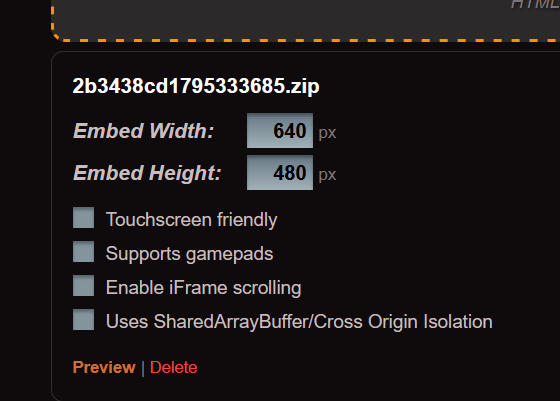 HTML
2b3438cd1795333685.zip
Embed Width: 640 px
Embed Height: 480 px
Touchscreen friendly
Supports gamepads
Enable iFrame scrolling
Uses SharedArrayBuffer/Cross Origin Isolation
Preview | Delete